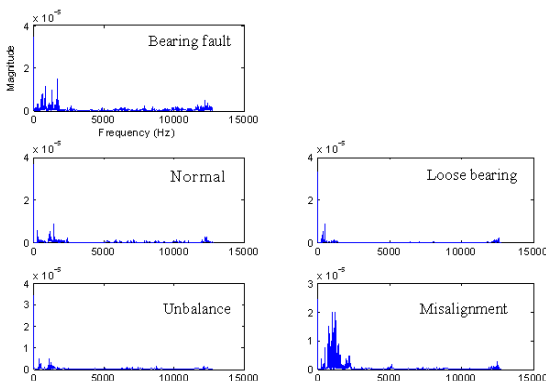 x 10⁻⁵
4
2
0
Magnitude
Bearing fault
0 5000 10000 15000
Frequency (Hz)
x 10⁻⁵
4
2
0
Normal
0 5000 10000 15000
x 10⁻⁵
4
2
0
Loose bearing
0 5000 10000 15000
x 10⁻⁵
4
3
2
1
0
Unbalance
0 5000 10000 15000
x 10⁻⁵
3
2
1
0
Misalignment
0 5000 10000 15000